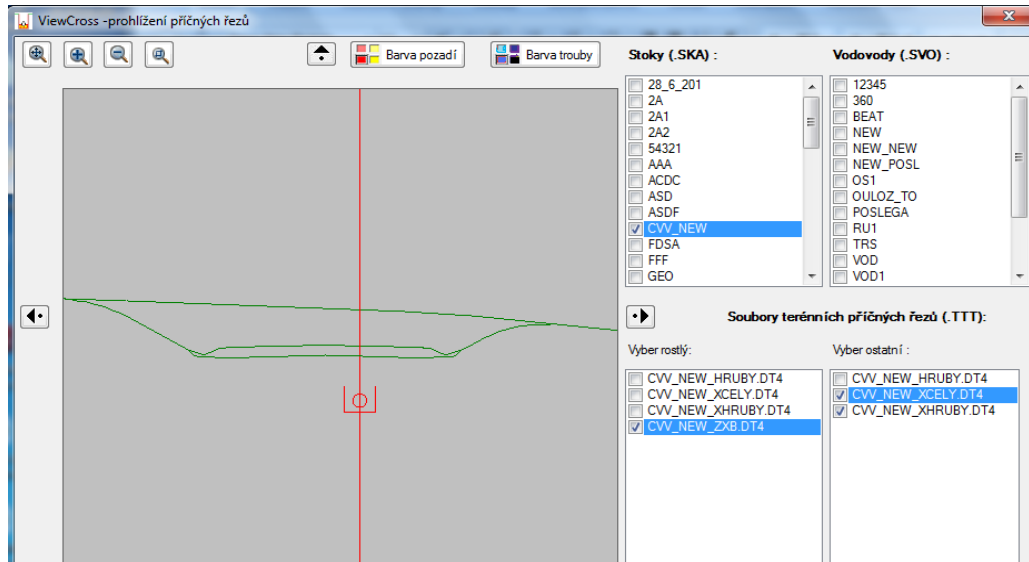 ViewCross -prohlížení příčných řezů
Barva pozadí
Barva trouby
Stoky (.SKA) :
28_6_201
2A
2A1
2A2
54321
AAA
ACDC
ASD
ASDF
CVV_NEW
FDSA
FFF
GEO
Vodovody (.SVO) :
12345
360
BEAT
NEW
NEW_NEW
NEW_POSL
OS1
OULOZ_TO
POSLEGA
RU1
TRS
VOD
VOD1
Soubory terénních příčných řezů (.TTT):
Vyber rostlý:
CVV_NEW_HRUBY.DT4
CVV_NEW_XCELY.DT4
CVV_NEW_XHRUBY.DT4
CVV_NEW_ZXB.DT4
Vyber ostatní :
CVV_NEW_HRUBY.DT4
CVV_NEW_XCELY.DT4
CVV_NEW_XHRUBY.DT4